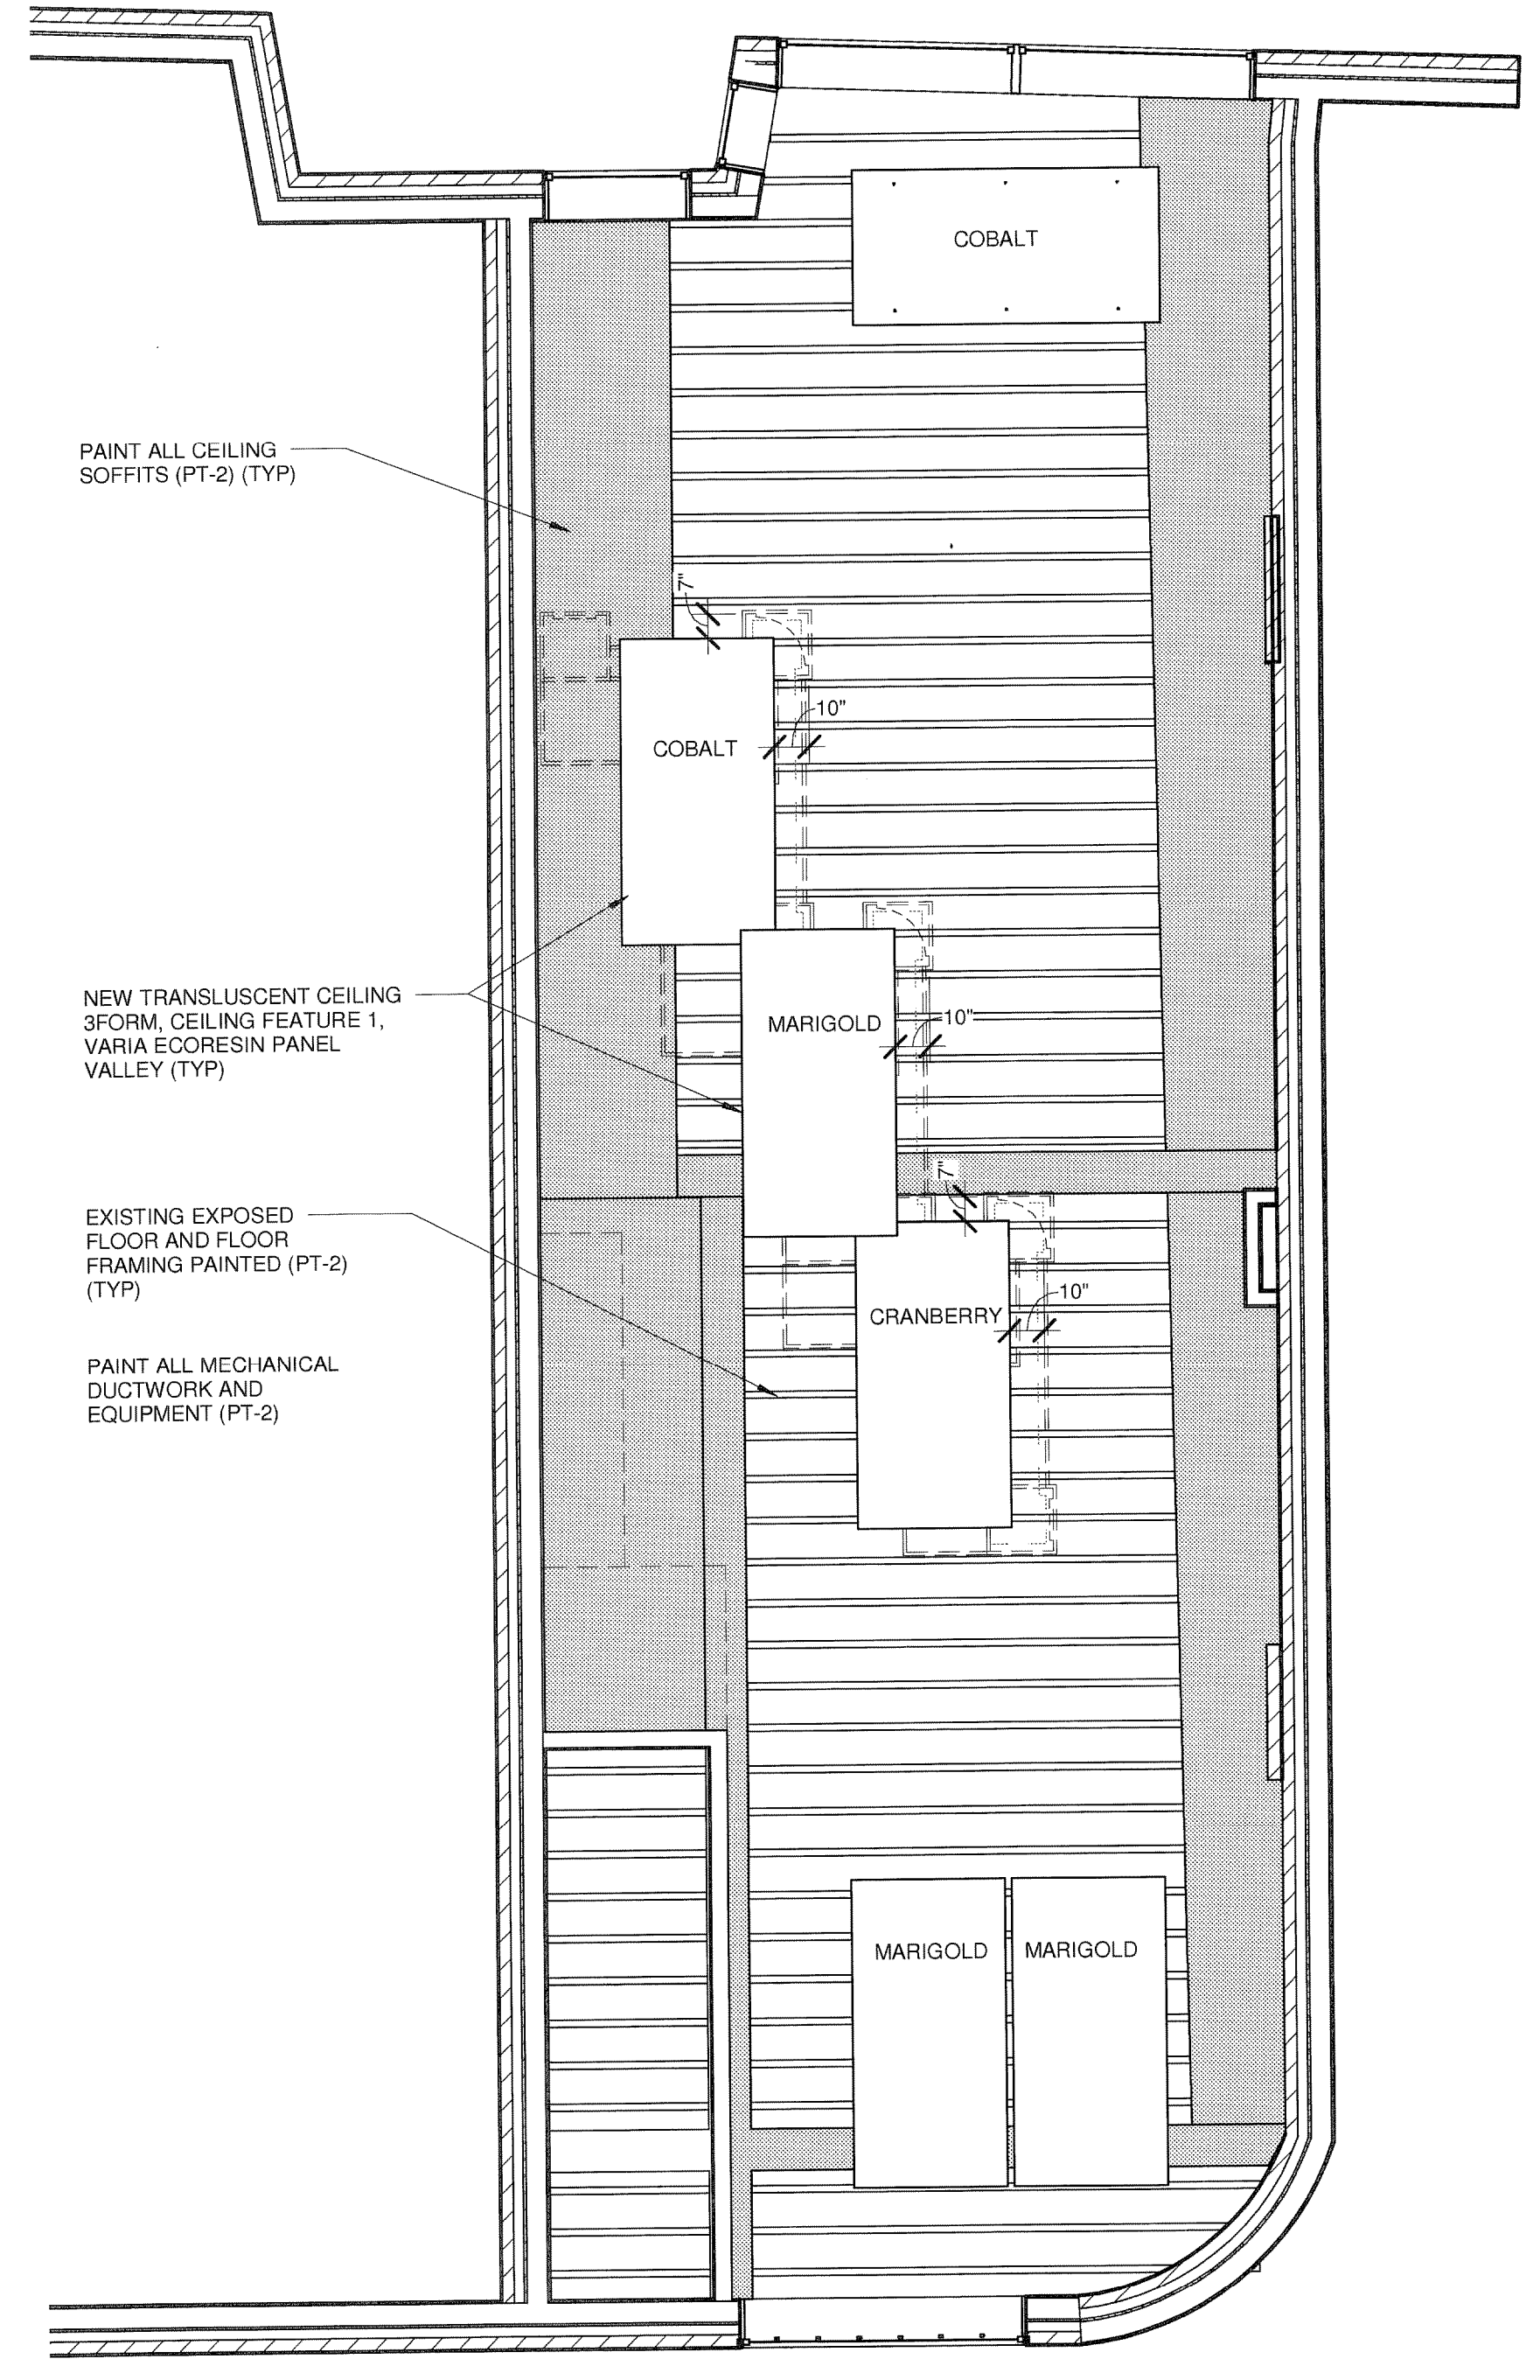 COBALT
PAINT ALL CEILING
SOFFITS (PT-2) (TYP)
7"
10"
COBALT
NEW TRANSLUSCENT CEILING
3FORM, CEILING FEATURE 1,
VARIA ECORESIN PANEL
VALLEY (TYP)
MARIGOLD
10"
7"
EXISTING EXPOSED
FLOOR AND FLOOR
FRAMING PAINTED (PT-2)
(TYP)
10"
CRANBERRY
PAINT ALL MECHANICAL
DUCTWORK AND
EQUIPMENT (PT-2)
MARIGOLD
MARIGOLD